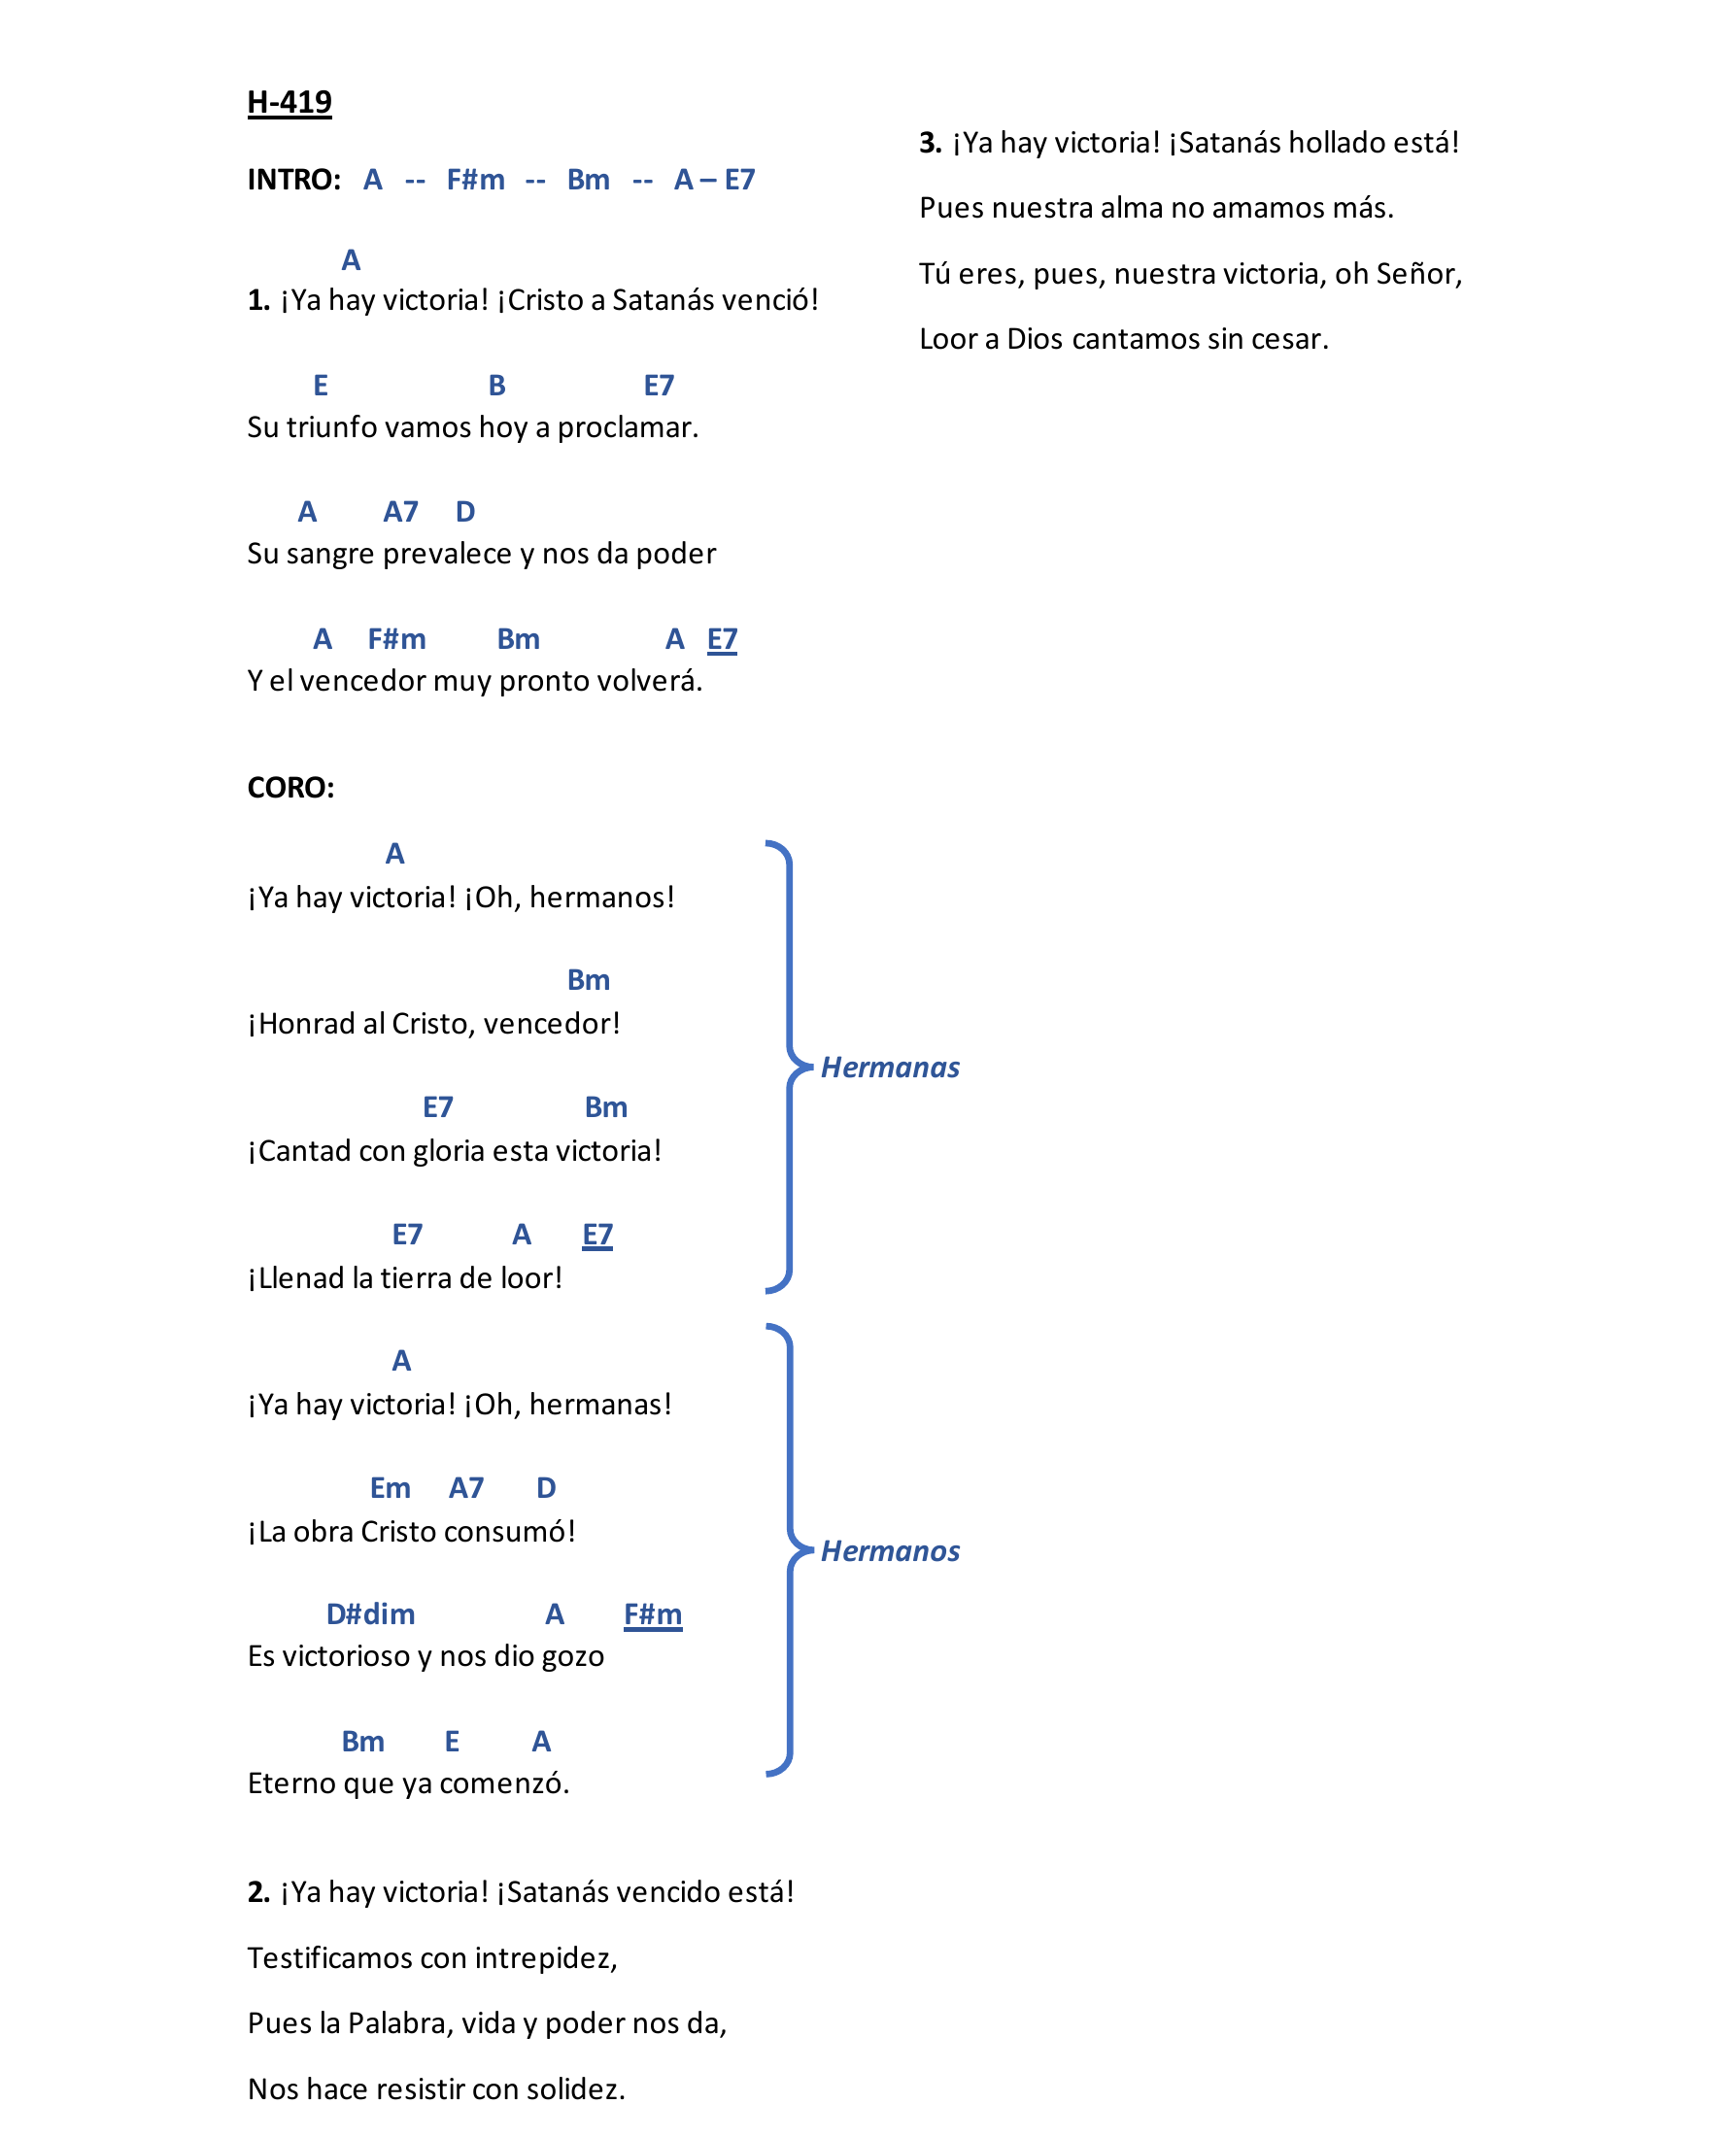 H-419
INTRO: A -- F#m -- Bm -- A – E7
A
1. ¡Ya hay victoria! ¡Cristo a Satanás venció!
E B E7
Su triunfo vamos hoy a proclamar.
A A7 D
Su sangre prevalece y nos da poder
A F#m Bm A E7
Y el vencedor muy pronto volverá.
CORO:
A
¡Ya hay victoria! ¡Oh, hermanos!
Bm
¡Honrad al Cristo, vencedor!
Hermanas
E7 Bm
¡Cantad con gloria esta victoria!
E7 A E7
¡Llenad la tierra de loor!
A
¡Ya hay victoria! ¡Oh, hermanas!
Em A7 D
¡La obra Cristo consumó!
Hermanos
D#dim A F#m
Es victorioso y nos dio gozo
Bm E A
Eterno que ya comenzó.
2. ¡Ya hay victoria! ¡Satanás vencido está!
Testificamos con intrepidez,
Pues la Palabra, vida y poder nos da,
Nos hace resistir con solidez.
3. ¡Ya hay victoria! ¡Satanás hollado está!
Pues nuestra alma no amamos más.
Tú eres, pues, nuestra victoria, oh Señor,
Loor a Dios cantamos sin cesar.